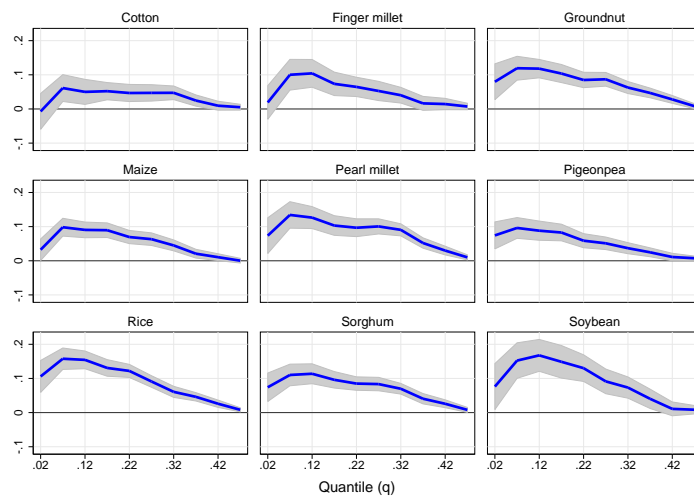 Cotton Finger millet Groundnut
-.1 0 .1 .2
Maize Pearl millet Pigeonpea
-.1 0 .1 .2
Rice Sorghum Soybean
-.1 0 .1 .2
.02 .12 .22 .32 .42 .02 .12 .22 .32 .42 .02 .12 .22 .32 .42
Quantile (q)